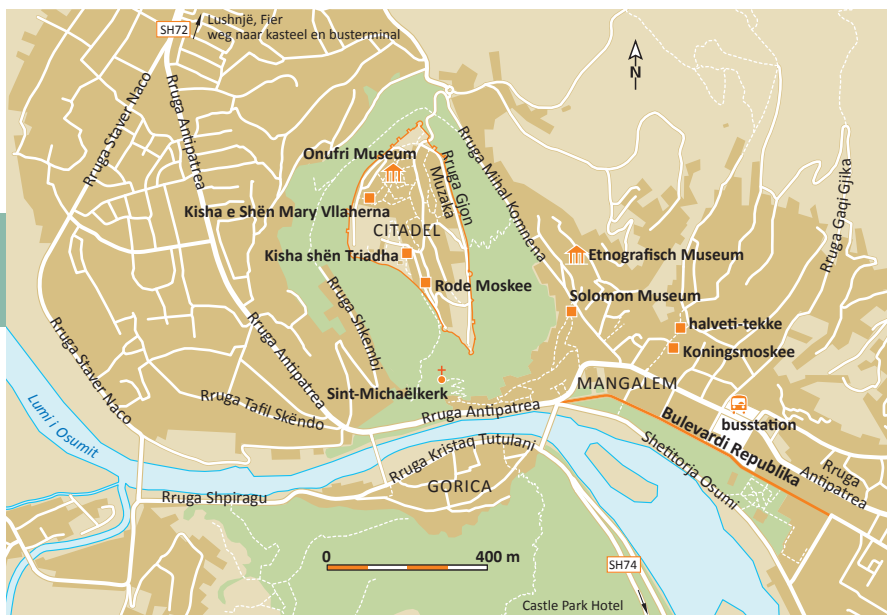 Lushnjë, Fier
SH72
weg naar kasteel en busterminal
Rruga Staver Naco
Rruga Antipatrea
N
Rruga Mihal Komnena
Onufri Museum
Rruga Gjon
Muzaka
Rruga Gaqi Gjika
Kisha e Shën Mary Vllaherna
CITADEL
Kisha shën Triadha
Etnografisch Museum
Rode Moskee
Solomon Museum
Rruga Shkembi
halveti-tekke
Koningsmoskee
Rruga Staver Naco
Rruga Antipatrea
Sint-Michaëlkerk
MANGALEM
Rruga Tafil Skëndo
Rruga Antipatrea
busstation
Lumi i Osumit
Bulevardi Republika
Rruga Kristaq Tutulani
Shetitorja Osumi
Rruga
Antipatrea
GORICA
Rruga Shpiragu
0
400 m
SH74
Castle Park Hotel